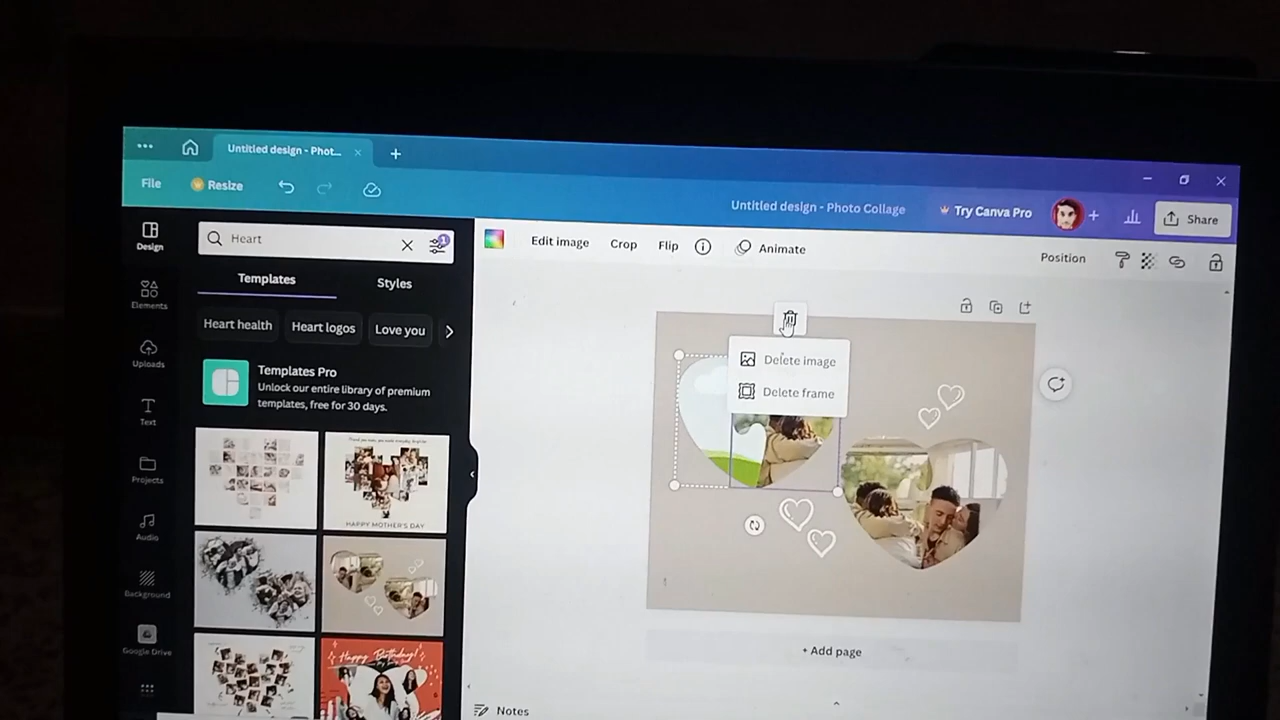 Untitled design - Phot...
File
Resize
Untitled design - Photo Collage
Try Canva Pro
Share
Design
Heart
1
Edit image
Crop
Flip
Animate
Position
Elements
Templates
Styles
Heart health
Heart logos
Love you
Uploads
Templates Pro
Unlock our entire library of premium
templates, free for 30 days.
Delete image
Delete frame
Text
Projects
HAPPY MOTHER'S DAY
Audio
Background
Google Drive
Happy Birthday!
+ Add page
Notes